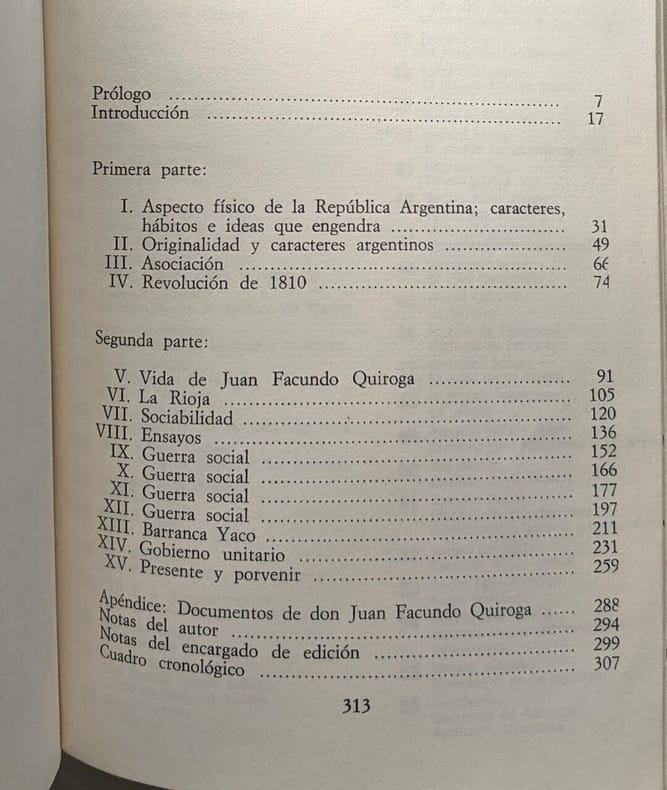 Prólogo ........................................ 7
Introducción ........................................ 17
Primera parte:
I. Aspecto físico de la República Argentina; caracteres,
hábitos e ideas que engendra .............................. 31
II. Originalidad y caracteres argentinos .................... 49
III. Asociación ........................................ 66
IV. Revolución de 1810 .................................... 74
Segunda parte:
V. Vida de Juan Facundo Quiroga ........................ 91
VI. La Rioja ........................................ 105
VII. Sociabilidad ........................................ 120
VIII. Ensayos ........................................ 136
IX. Guerra social ........................................ 152
X. Guerra social ........................................ 166
XI. Guerra social ........................................ 177
XII. Guerra social ........................................ 197
XIII. Barranca Yaco ........................................ 211
XIV. Gobierno unitario .................................... 231
XV. Presente y porvenir .................................... 259
Apéndice: Documentos de don Juan Facundo Quiroga ...... 288
Notas del autor ........................................ 294
Notas del encargado de edición .............................. 299
Cuadro cronológico ........................................ 307
313